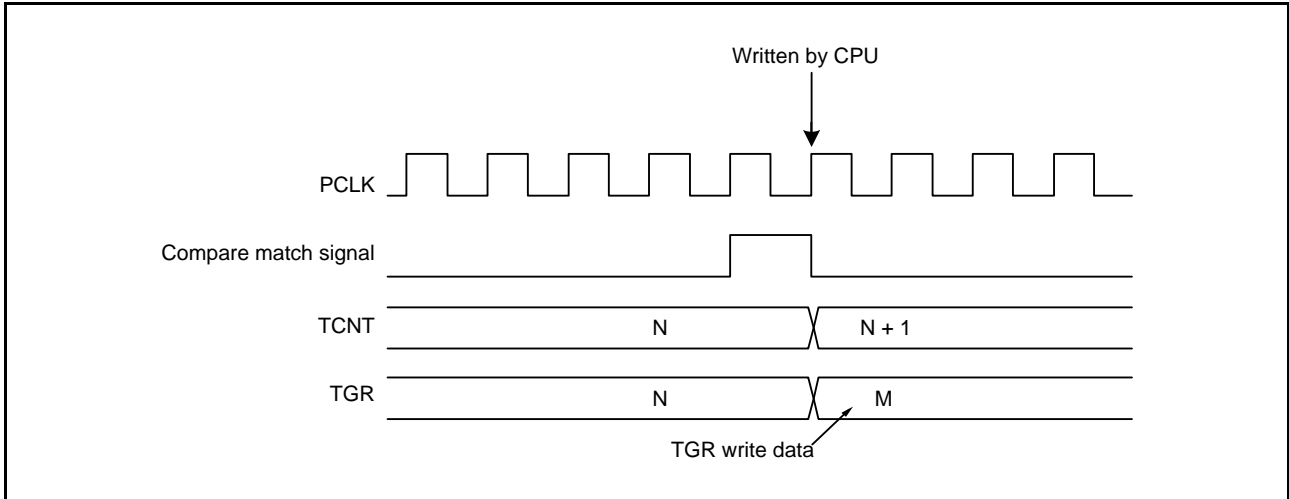 Written by CPU
PCLK
Compare match signal
TCNT
N
N + 1
TGR
N
M
TGR write data